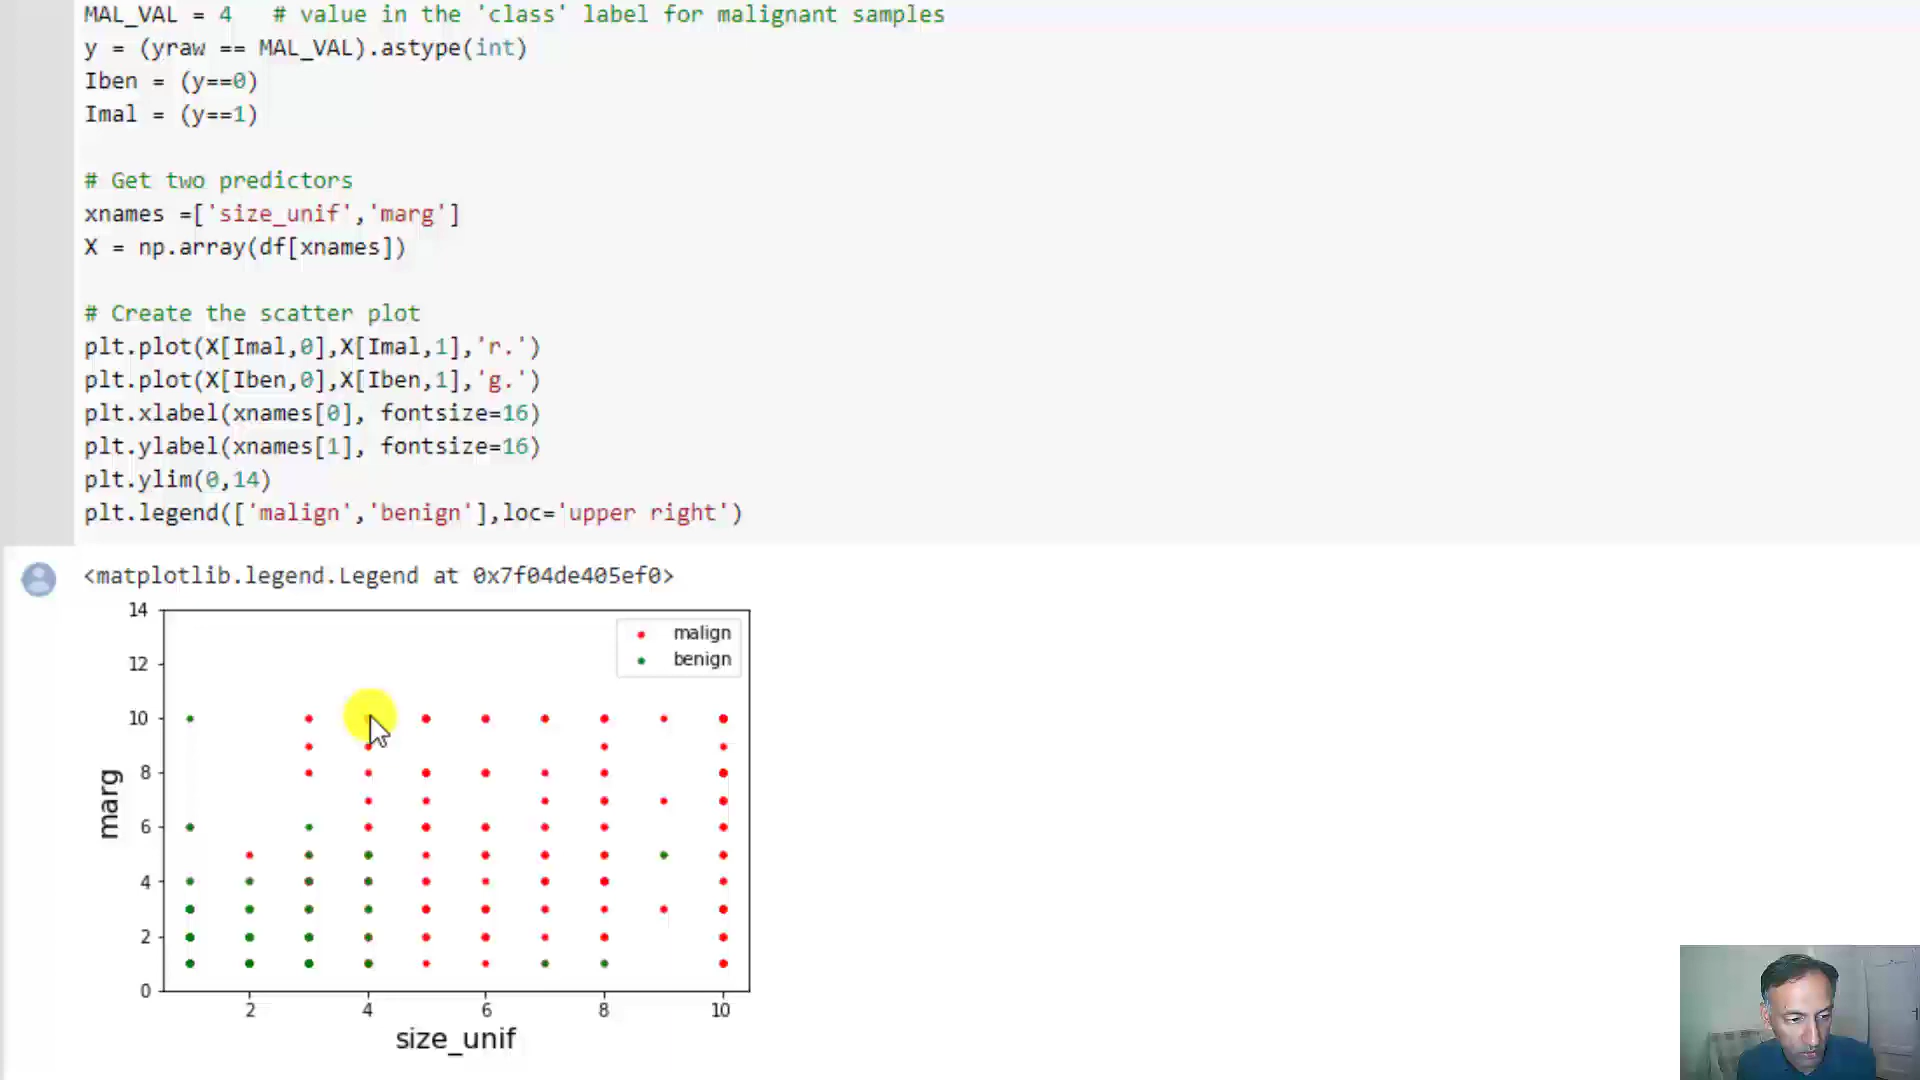 MAL_VAL = 4   # value in the 'class' label for malignant samples
y = (yraw == MAL_VAL).astype(int)
Iben = (y==0)
Imal = (y==1)
# Get two predictors
xnames =['size_unif','marg']
X = np.array(df[xnames])
# Create the scatter plot
plt.plot(X[Imal,0],X[Imal,1],'r.')
plt.plot(X[Iben,0],X[Iben,1],'g.')
plt.xlabel(xnames[0], fontsize=16)
plt.ylabel(xnames[1], fontsize=16)
plt.ylim(0,14)
plt.legend(['malign','benign'],loc='upper right')
<matplotlib.legend.Legend at 0x7f04de405ef0>
14
malign
benign
12
10
8
marg
6
4
2
0
2 4 6 8 10
size_unif